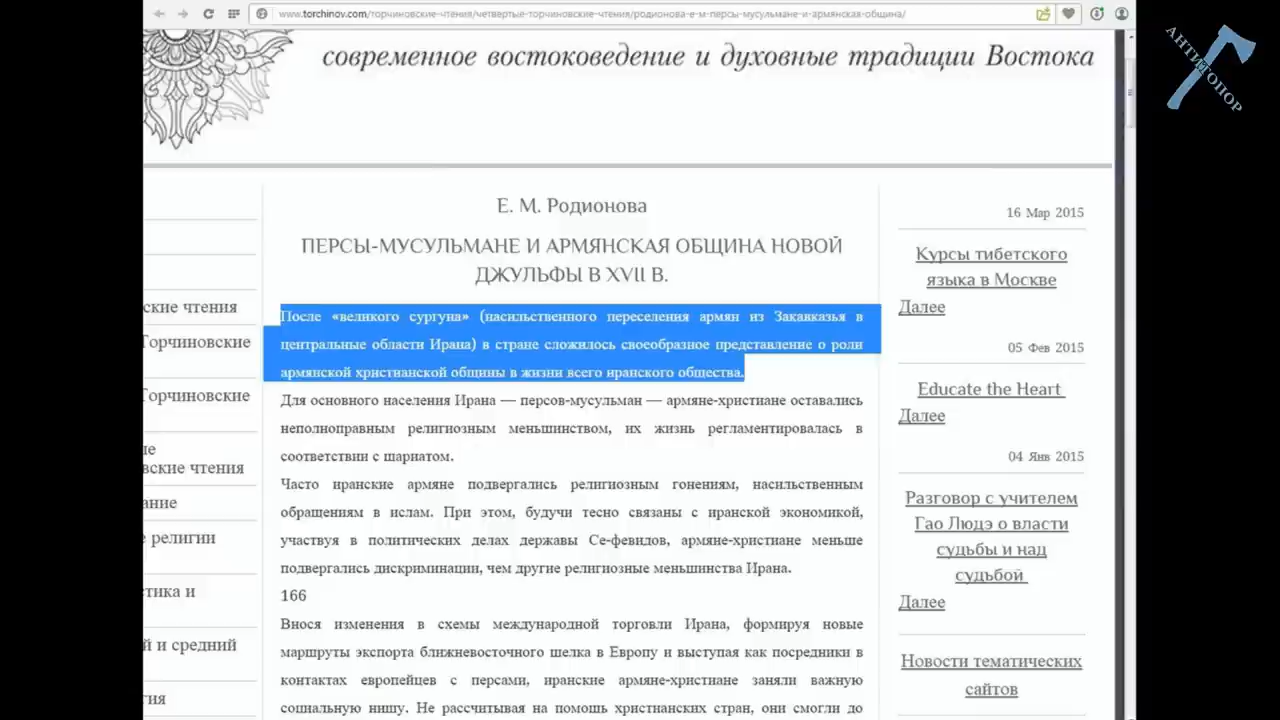 www.torchinov.com/торчиновские-чтения/четвертые-торчиновские-чтения/родионова-е-м-персы-мусульмане-и-армянская-община/
АНТИТОПОР
современное востоковедение и духовные традиции Востока
ские чтения
Торчиновские
Торчиновские
ые
вские чтения
ание
е религии
тика и
й и средний
гия
Е. М. Родионова
ПЕРСЫ-МУСУЛЬМАНЕ И АРМЯНСКАЯ ОБЩИНА НОВОЙ
ДЖУЛЬФЫ В XVII В.
После «великого сургуна» (насильственного переселения армян из Закавказья в
центральные области Ирана) в стране сложилось своеобразное представление о роли
армянской христианской общины в жизни всего иранского общества.
Для основного населения Ирана — персов-мусульман — армяне-христиане оставались
неполноправным религиозным меньшинством, их жизнь регламентировалась в
соответствии с шариатом.
Часто иранские армяне подвергались религиозным гонениям, насильственным
обращениям в ислам. При этом, будучи тесно связаны с иранской экономикой,
участвуя в политических делах державы Се-февидов, армяне-христиане меньше
подвергались дискриминации, чем другие религиозные меньшинства Ирана.
166
Внося изменения в схемы международной торговли Ирана, формируя новые
маршруты экспорта ближневосточного шелка в Европу и выступая как посредники в
контактах европейцев с персами, иранские армяне-христиане заняли важную
социальную нишу. Не рассчитывая на помощь христианских стран, они смогли до
16 Мар 2015
Курсы тибетского
языка в Москве
Далее
05 Фев 2015
Educate the Heart
Далее
04 Янв 2015
Разговор с учителем
Гао Людэ о власти
судьбы и над
судьбой
Далее
Новости тематических
сайтов